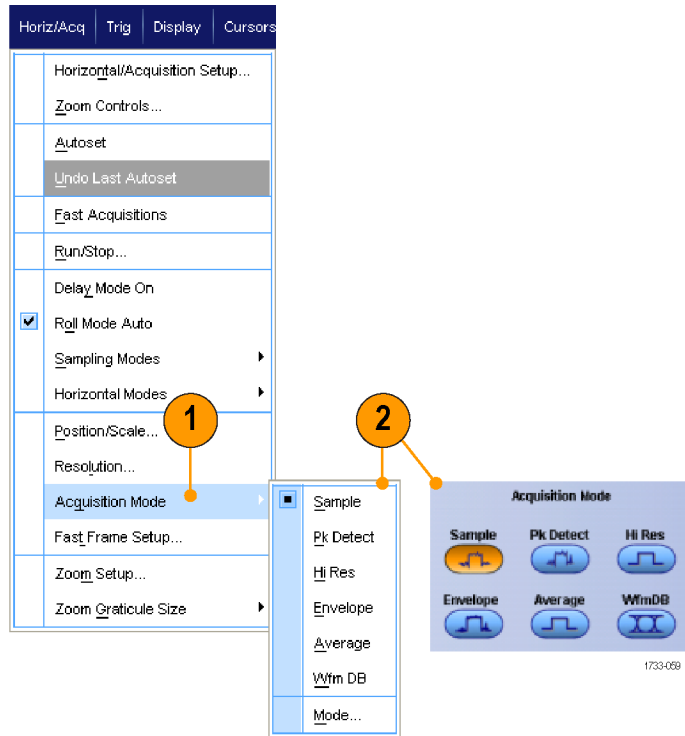 Horiz/Acq Trig Display Cursors
Horizontal/Acquisition Setup...
Zoom Controls...
Autoset
Undo Last Autoset
Fast Acquisitions
Run/Stop...
Delay Mode On
Roll Mode Auto
Sampling Modes
Horizontal Modes
1
Position/Scale...
Resolution...
Acquisition Mode
Fast Frame Setup...
Zoom Setup...
Zoom Graticule Size
2
Sample
Pk Detect
Hi Res
Envelope
Average
Wfm DB
Mode...
Acquisition Mode
Sample Pk Detect Hi Res
Envelope Average WfmDB
1733-059